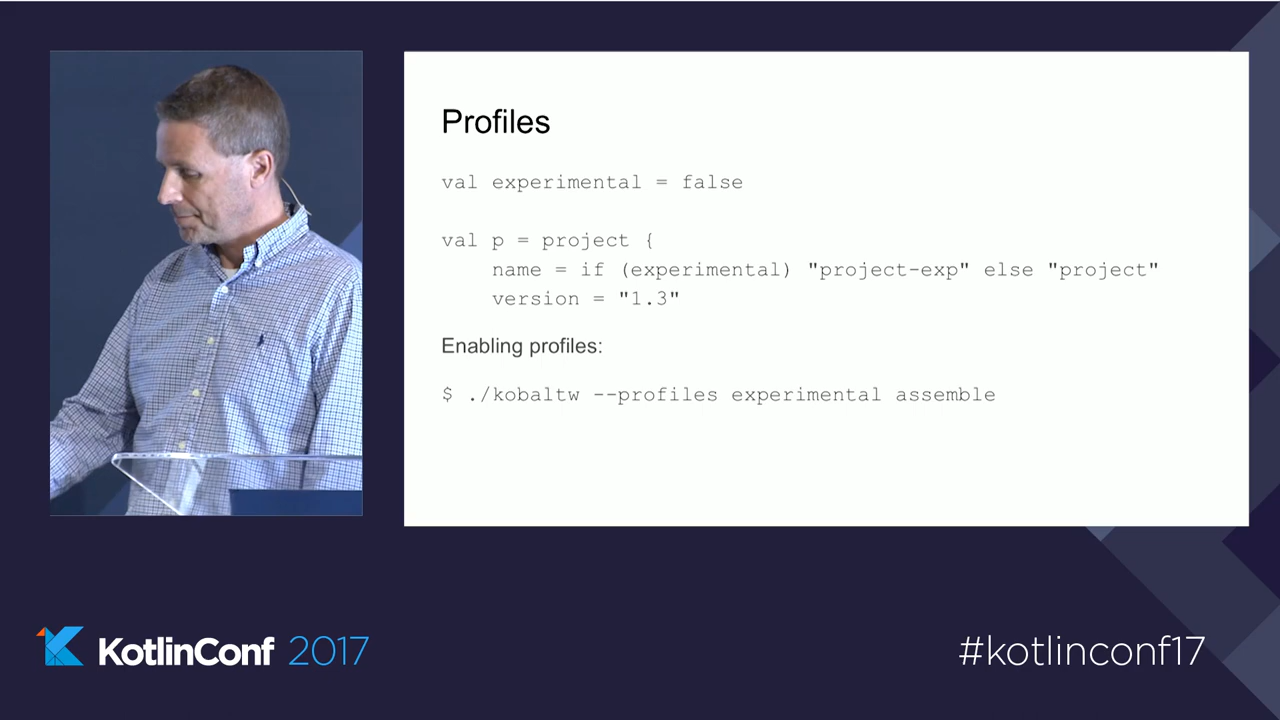 Profiles
val experimental = false
val p = project {
    name = if (experimental) "project-exp" else "project"
    version = "1.3"
Enabling profiles:
$ ./kobaltw --profiles experimental assemble
KotlinConf 2017
#kotlinconf17